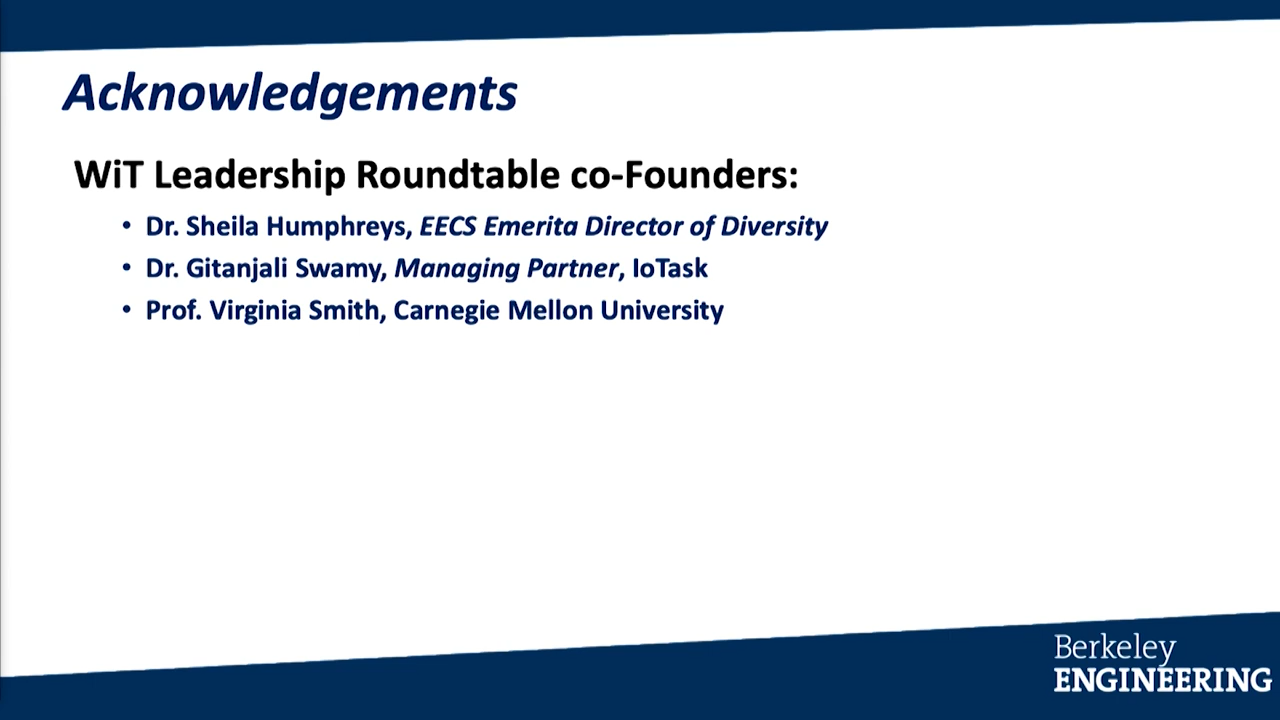 Acknowledgements
WiT Leadership Roundtable co-Founders:
• Dr. Sheila Humphreys, EECS Emerita Director of Diversity
• Dr. Gitanjali Swamy, Managing Partner, IoTask
• Prof. Virginia Smith, Carnegie Mellon University
Berkeley
ENGINEERING